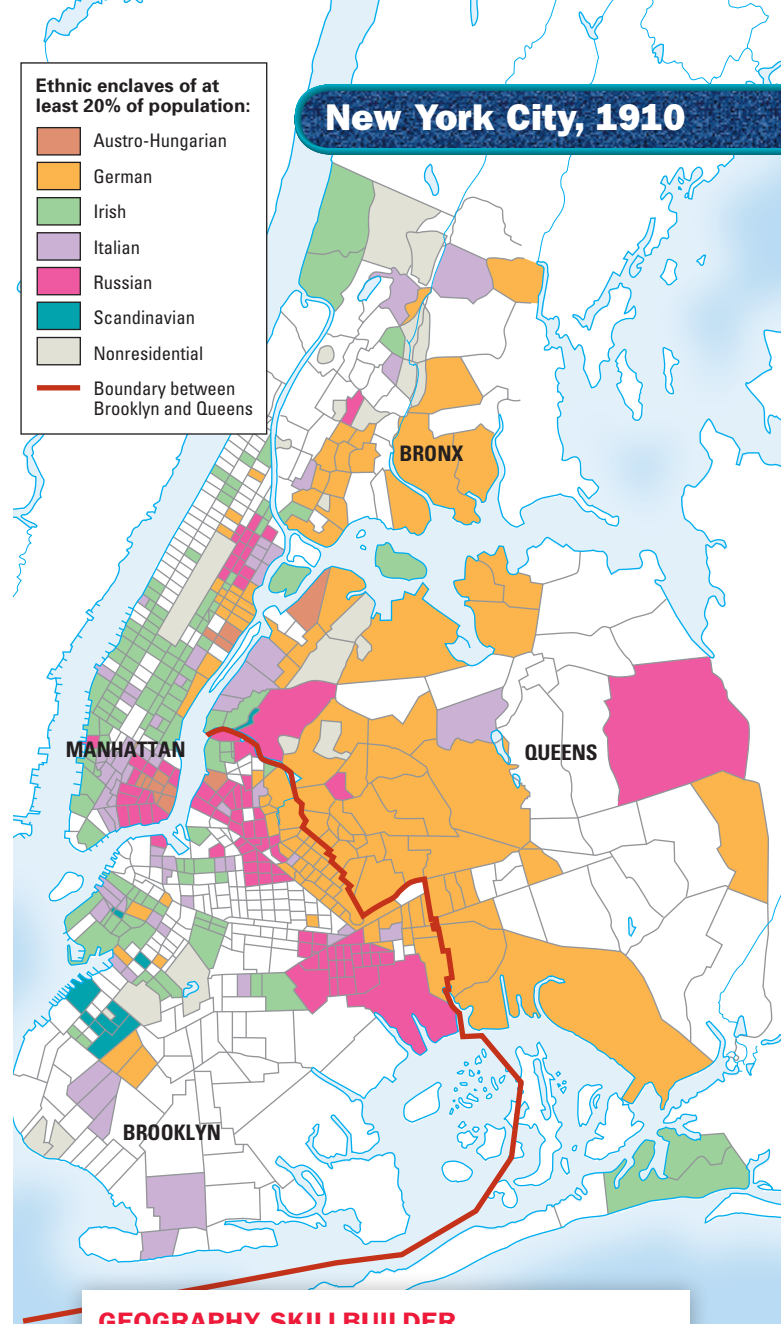 New York City, 1910
Ethnic enclaves of at
least 20% of population:
Austro-Hungarian
German
Irish
Italian
Russian
Scandinavian
Nonresidential
Boundary between
Brooklyn and Queens
BRONX
MANHATTAN
QUEENS
BROOKLYN
GEOGRAPHY SKILLBUILDER